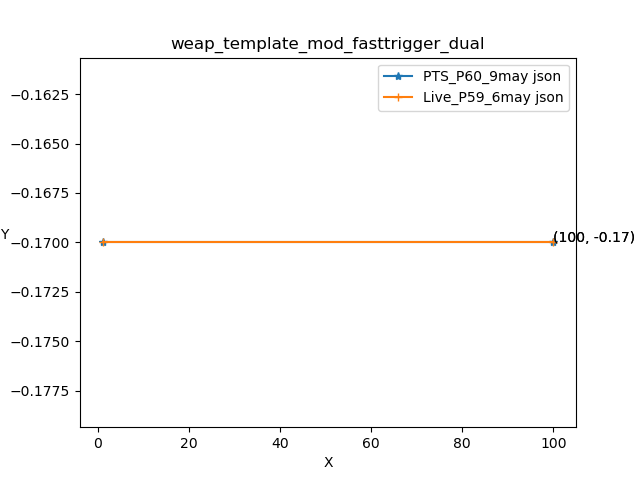 weap_template_mod_fasttrigger_dual
PTS_P60_9may json
Live_P59_6may json
−0.1625
−0.1650
−0.1675
Y
−0.1700
(100, -0.17)
−0.1725
−0.1750
−0.1775
0
20
40
60
80
100
X